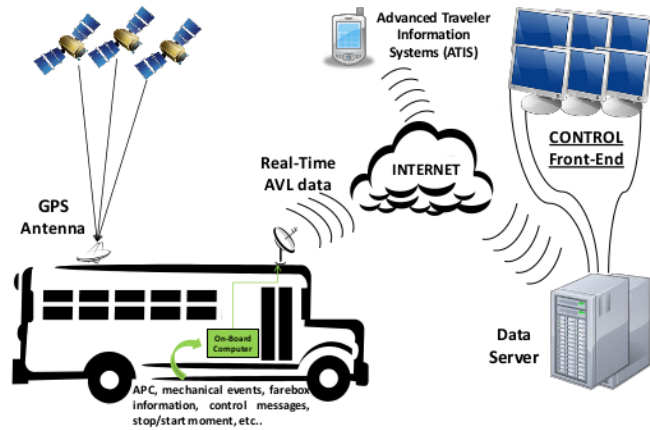 Advanced Traveler
Information
Systems (ATIS)
CONTROL
Front-End
INTERNET
Real-Time
AVL data
GPS
Antenna
On-Board
Computer
Data
Server
APC, mechanical events, farebox
information, control messages,
stop/start moment, etc..